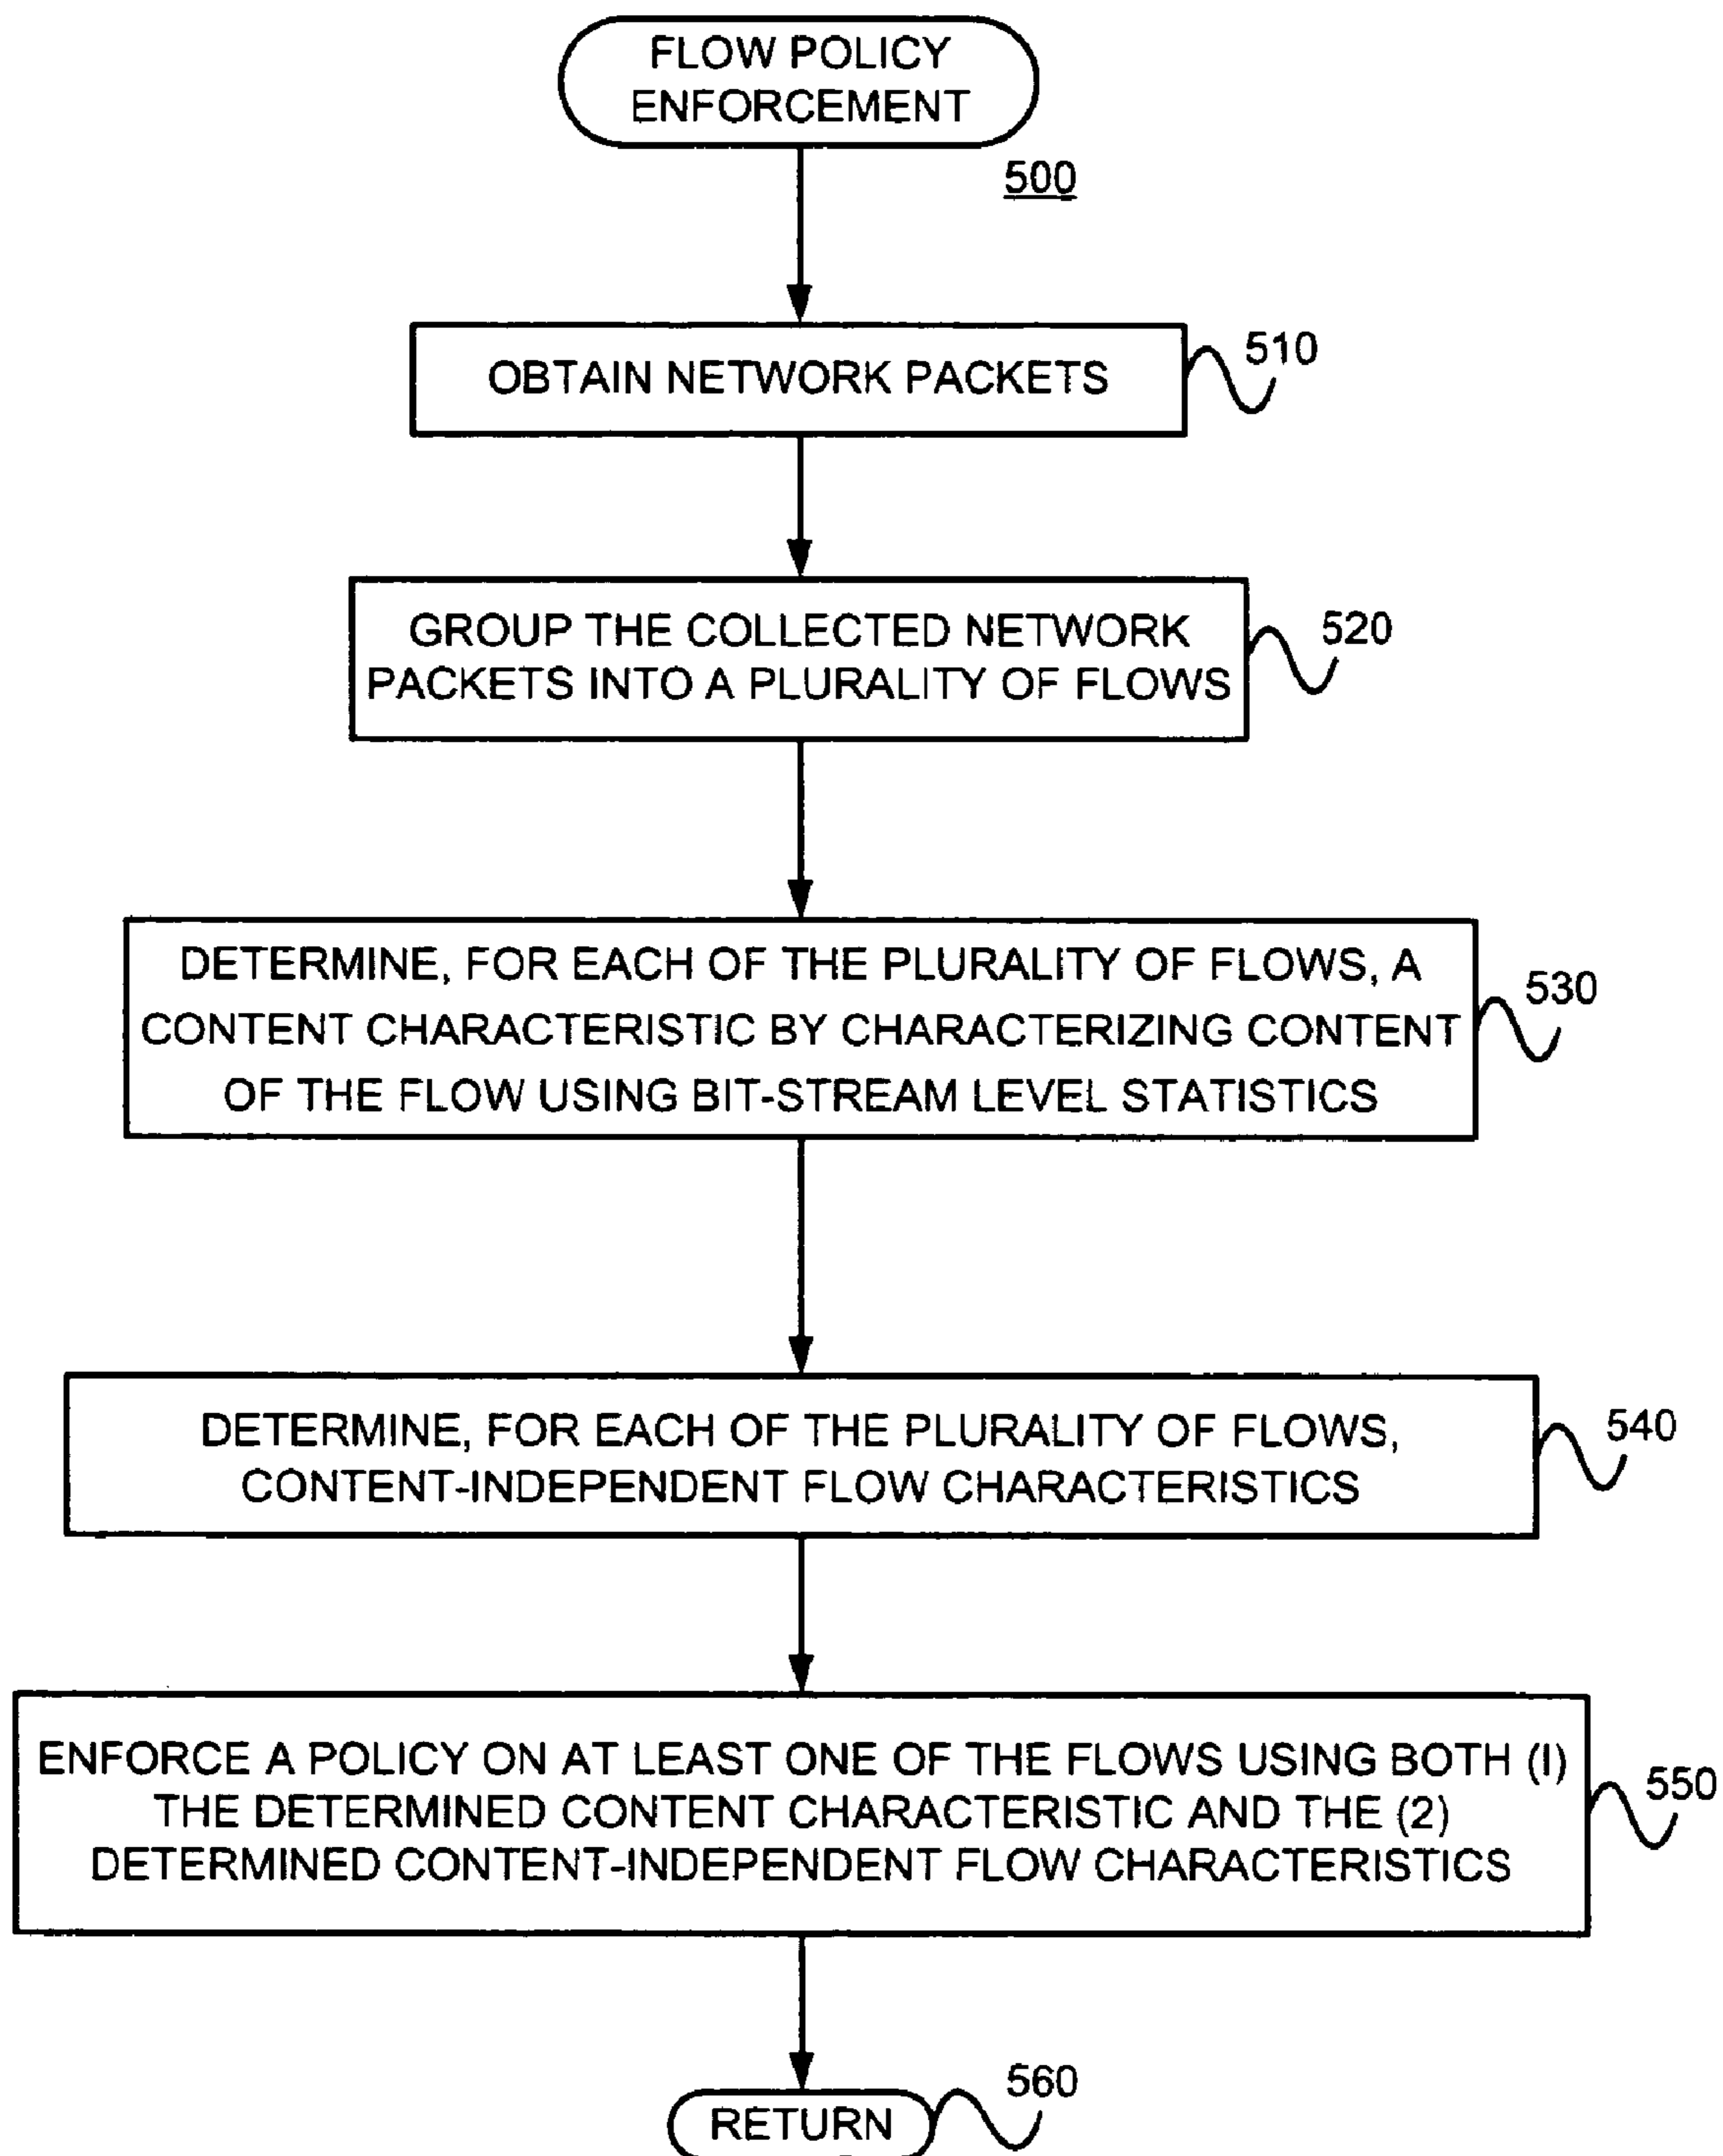 FLOW POLICY
ENFORCEMENT
500
OBTAIN NETWORK PACKETS
510
GROUP THE COLLECTED NETWORK
PACKETS INTO A PLURALITY OF FLOWS
520
DETERMINE, FOR EACH OF THE PLURALITY OF FLOWS, A
CONTENT CHARACTERISTIC BY CHARACTERIZING CONTENT
OF THE FLOW USING BIT-STREAM LEVEL STATISTICS
530
DETERMINE, FOR EACH OF THE PLURALITY OF FLOWS,
CONTENT-INDEPENDENT FLOW CHARACTERISTICS
540
ENFORCE A POLICY ON AT LEAST ONE OF THE FLOWS USING BOTH (I)
THE DETERMINED CONTENT CHARACTERISTIC AND THE (2)
DETERMINED CONTENT-INDEPENDENT FLOW CHARACTERISTICS
550
RETURN
560